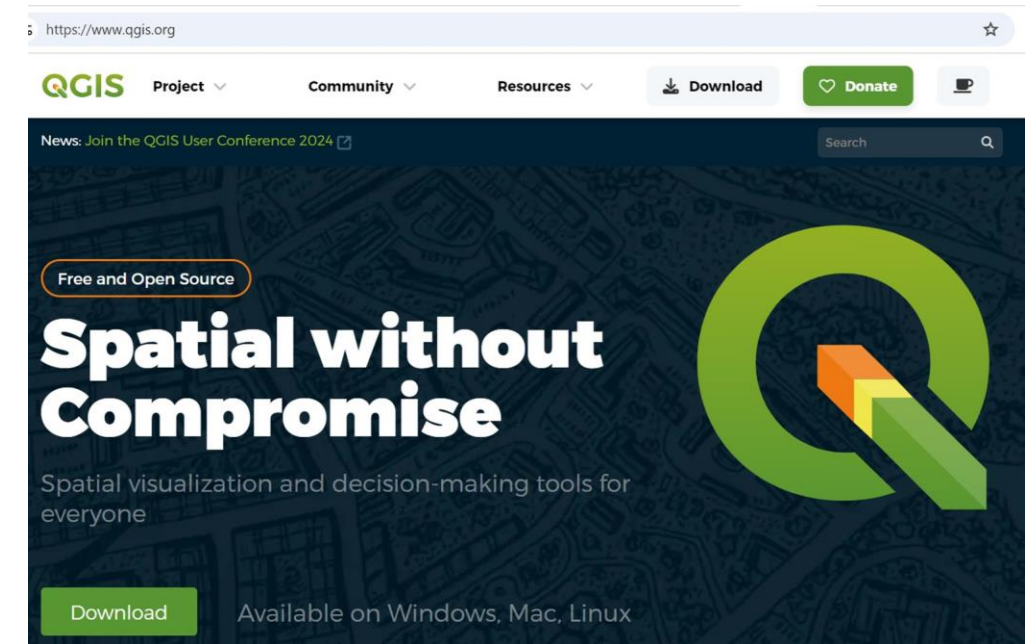 https://www.qgis.org
QGIS Project Community Resources Download Donate
News: Join the QGIS User Conference 2024 Search
Free and Open Source
Spatial without
Compromise
Spatial visualization and decision-making tools for
everyone
Download Available on Windows, Mac, Linux